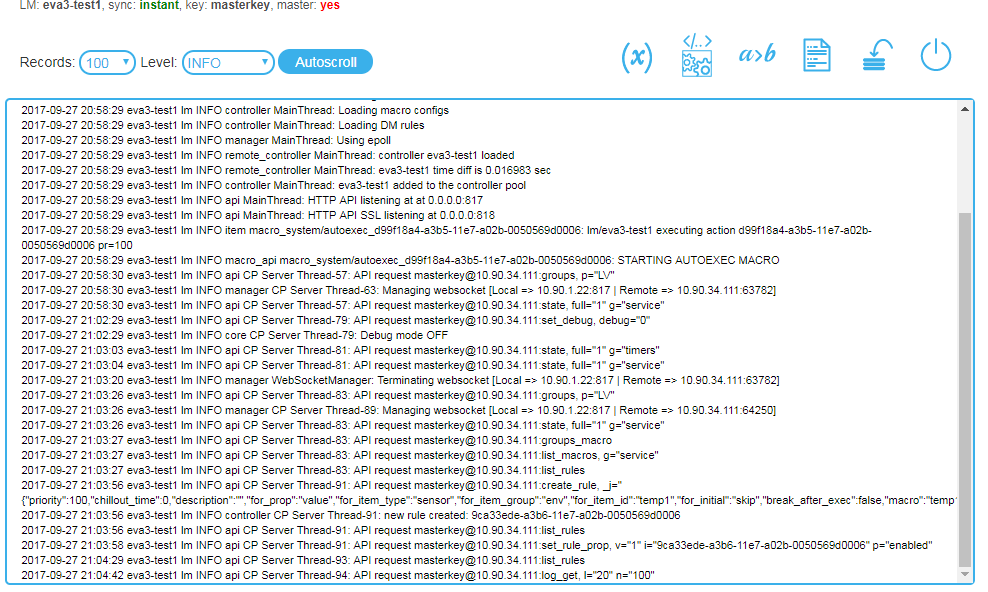 LM: eva3-test1, sync: instant, key: masterkey, master: yes
Records: 100 Level: INFO Autoscroll
(x) </..> a>b
2017-09-27 20:58:29 eva3-test1 lm INFO controller MainThread: Loading macro configs
2017-09-27 20:58:29 eva3-test1 lm INFO controller MainThread: Loading DM rules
2017-09-27 20:58:29 eva3-test1 lm INFO manager MainThread: Using epoll
2017-09-27 20:58:29 eva3-test1 lm INFO remote_controller MainThread: controller eva3-test1 loaded
2017-09-27 20:58:29 eva3-test1 lm INFO remote_controller MainThread: eva3-test1 time diff is 0.016983 sec
2017-09-27 20:58:29 eva3-test1 lm INFO controller MainThread: eva3-test1 added to the controller pool
2017-09-27 20:58:29 eva3-test1 lm INFO api MainThread: HTTP API listening at at 0.0.0.0:817
2017-09-27 20:58:29 eva3-test1 lm INFO api MainThread: HTTP API SSL listening at 0.0.0.0:818
2017-09-27 20:58:29 eva3-test1 lm INFO item macro_system/autoexec_d99f18a4-a3b5-11e7-a02b-0050569d0006: lm/eva3-test1 executing action d99f18a4-a3b5-11e7-a02b-
0050569d0006 pr=100
2017-09-27 20:58:29 eva3-test1 lm INFO macro_api macro_system/autoexec_d99f18a4-a3b5-11e7-a02b-0050569d0006: STARTING AUTOEXEC MACRO
2017-09-27 20:58:30 eva3-test1 lm INFO api CP Server Thread-57: API request masterkey@10.90.34.111:groups, p="LV"
2017-09-27 20:58:30 eva3-test1 lm INFO manager CP Server Thread-63: Managing websocket [Local => 10.90.1.22:817 | Remote => 10.90.34.111:63782]
2017-09-27 20:58:30 eva3-test1 lm INFO api CP Server Thread-57: API request masterkey@10.90.34.111:state, full="1" g="service"
2017-09-27 21:02:29 eva3-test1 lm INFO api CP Server Thread-79: API request masterkey@10.90.34.111:set_debug, debug="0"
2017-09-27 21:02:29 eva3-test1 lm INFO core CP Server Thread-79: Debug mode OFF
2017-09-27 21:03:03 eva3-test1 lm INFO api CP Server Thread-81: API request masterkey@10.90.34.111:state, full="1" g="timers"
2017-09-27 21:03:04 eva3-test1 lm INFO api CP Server Thread-81: API request masterkey@10.90.34.111:state, full="1" g="service"
2017-09-27 21:03:20 eva3-test1 lm INFO manager WebSocketManager: Terminating websocket [Local => 10.90.1.22:817 | Remote => 10.90.34.111:63782]
2017-09-27 21:03:26 eva3-test1 lm INFO api CP Server Thread-83: API request masterkey@10.90.34.111:groups, p="LV"
2017-09-27 21:03:26 eva3-test1 lm INFO manager CP Server Thread-89: Managing websocket [Local => 10.90.1.22:817 | Remote => 10.90.34.111:64250]
2017-09-27 21:03:26 eva3-test1 lm INFO api CP Server Thread-83: API request masterkey@10.90.34.111:state, full="1" g="service"
2017-09-27 21:03:27 eva3-test1 lm INFO api CP Server Thread-83: API request masterkey@10.90.34.111:groups_macro
2017-09-27 21:03:27 eva3-test1 lm INFO api CP Server Thread-83: API request masterkey@10.90.34.111:list_macros, g="service"
2017-09-27 21:03:27 eva3-test1 lm INFO api CP Server Thread-83: API request masterkey@10.90.34.111:list_rules
2017-09-27 21:03:56 eva3-test1 lm INFO api CP Server Thread-91: API request masterkey@10.90.34.111:create_rule, _j="
{"priority":100,"chillout_time":0,"description":"","for_prop":"value","for_item_type":"sensor","for_item_group":"env","for_item_id":"temp1","for_initial":"skip","break_after_exec":false,"macro":"temp
2017-09-27 21:03:56 eva3-test1 lm INFO controller CP Server Thread-91: new rule created: 9ca33ede-a3b6-11e7-a02b-0050569d0006
2017-09-27 21:03:56 eva3-test1 lm INFO api CP Server Thread-91: API request masterkey@10.90.34.111:list_rules
2017-09-27 21:03:58 eva3-test1 lm INFO api CP Server Thread-91: API request masterkey@10.90.34.111:set_rule_prop, v="1" i="9ca33ede-a3b6-11e7-a02b-0050569d0006" p="enabled"
2017-09-27 21:04:29 eva3-test1 lm INFO api CP Server Thread-93: API request masterkey@10.90.34.111:list_rules
2017-09-27 21:04:42 eva3-test1 lm INFO api CP Server Thread-94: API request masterkey@10.90.34.111:log_get, l="20" n="100"